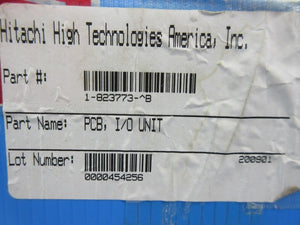 Hitachi High Technologies America, Inc.
Part #:
1-823773-^B
Part Name: PCB, I/O UNIT
Lot Number:
200901
0000454256